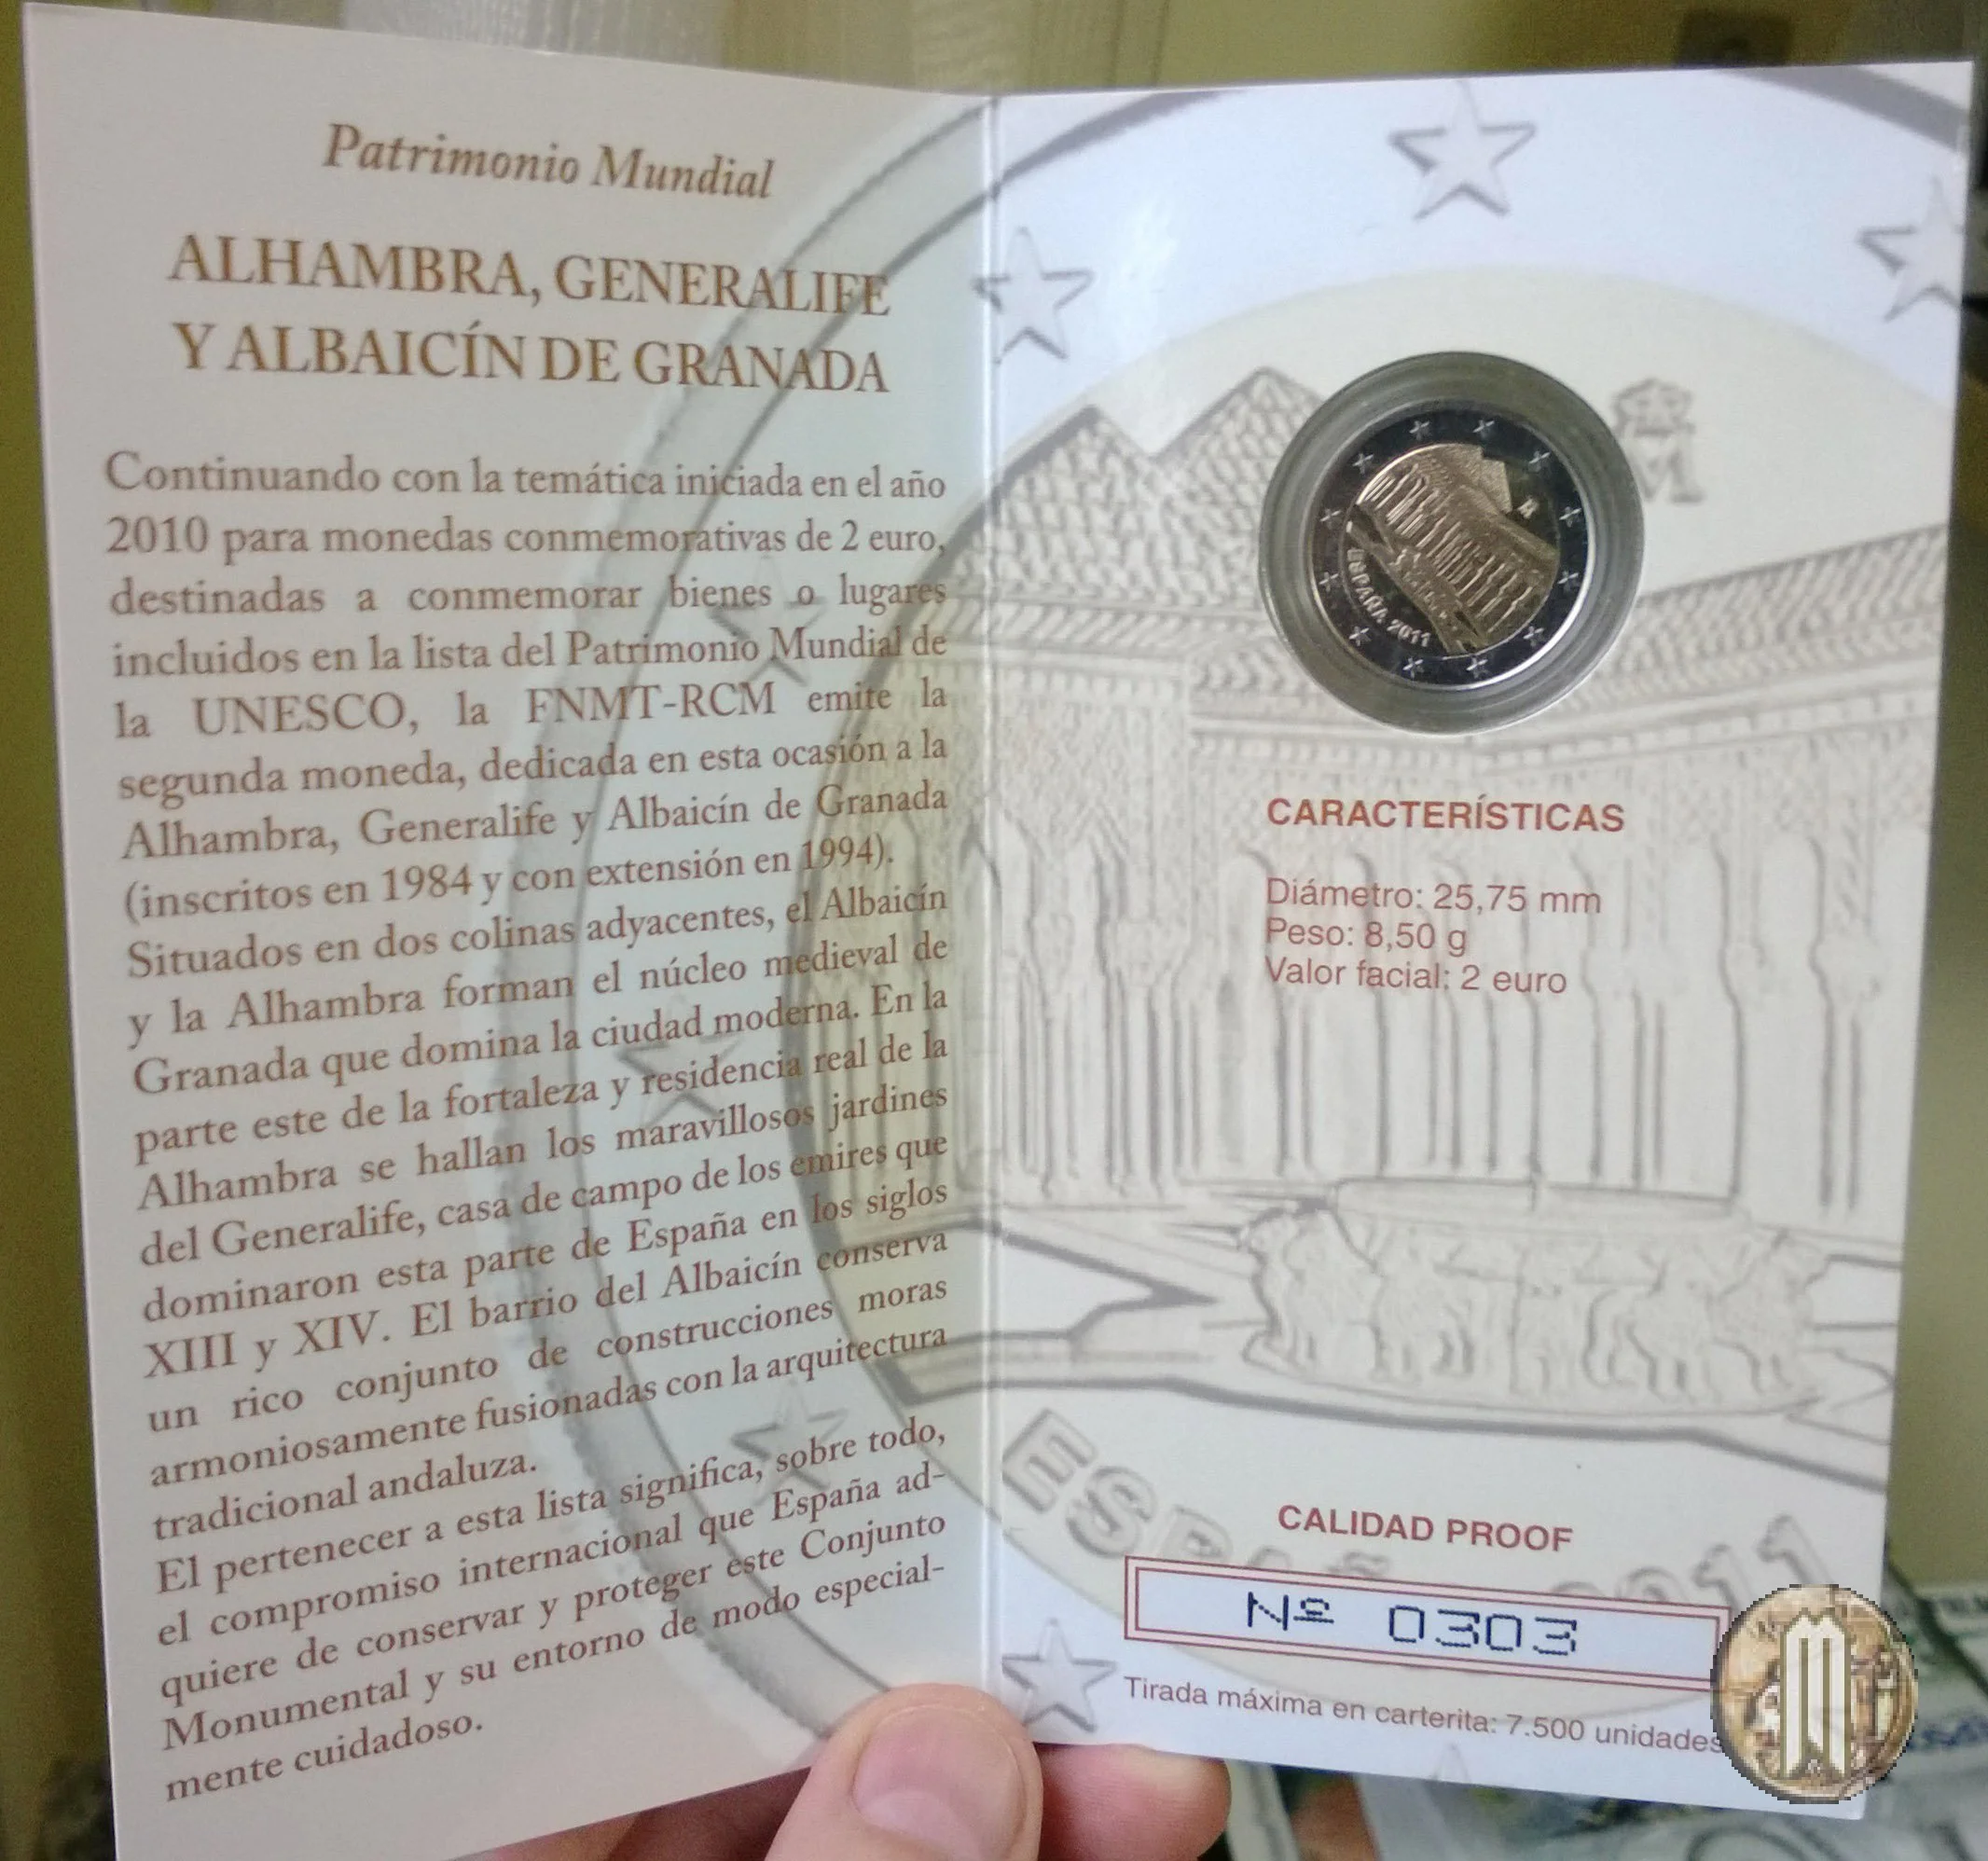 Patrimonio Mundial
ALHAMBRA, GENERALIFE
Y ALBAICÍN DE GRANADA
Continuando con la temática iniciada en el año
2010 para monedas conmemorativas de 2 euro,
destinadas a conmemorar bienes o lugares
incluidos en la lista del Patrimonio Mundial de
la UNESCO, la FNMT-RCM emite la
segunda moneda, dedicada en esta ocasión a la
Alhambra, Generalife y Albaicín de Granada
(inscritos en 1984 y con extensión en 1994).
Situados en dos colinas adyacentes, el Albaicín
y la Alhambra forman el núcleo medieval de
Granada que domina la ciudad moderna. En la
parte este de la fortaleza y residencia real de la
Alhambra se hallan los maravillosos jardines
del Generalife, casa de campo de los emires que
dominaron esta parte de España en los siglos
XIII y XIV. El barrio del Albaicín conserva
un rico conjunto de construcciones moras
armoniosamente fusionadas con la arquitectura
tradicional andaluza.
El pertenecer a esta lista significa, sobre todo,
el compromiso internacional que España ad-
quiere de conservar y proteger este Conjunto
Monumental y su entorno de modo especial-
mente cuidadoso.
M
ESPAÑA 2011
CARACTERÍSTICAS
Diámetro: 25,75 mm
Peso: 8,50 g
Valor facial: 2 euro
ESPAÑA 2011
CALIDAD PROOF
Nº 0303
Tirada máxima en carterita: 7.500 unidades
M